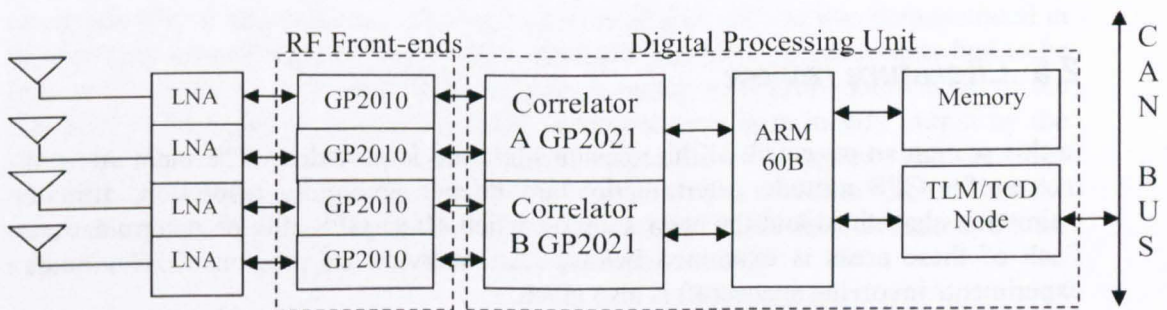 RF Front-ends
Digital Processing Unit
LNA
LNA
LNA
LNA
GP2010
GP2010
GP2010
GP2010
Correlator
A GP2021
Correlator
B GP2021
ARM
60B
Memory
TLM/TCD
Node
C
A
N
B
U
S